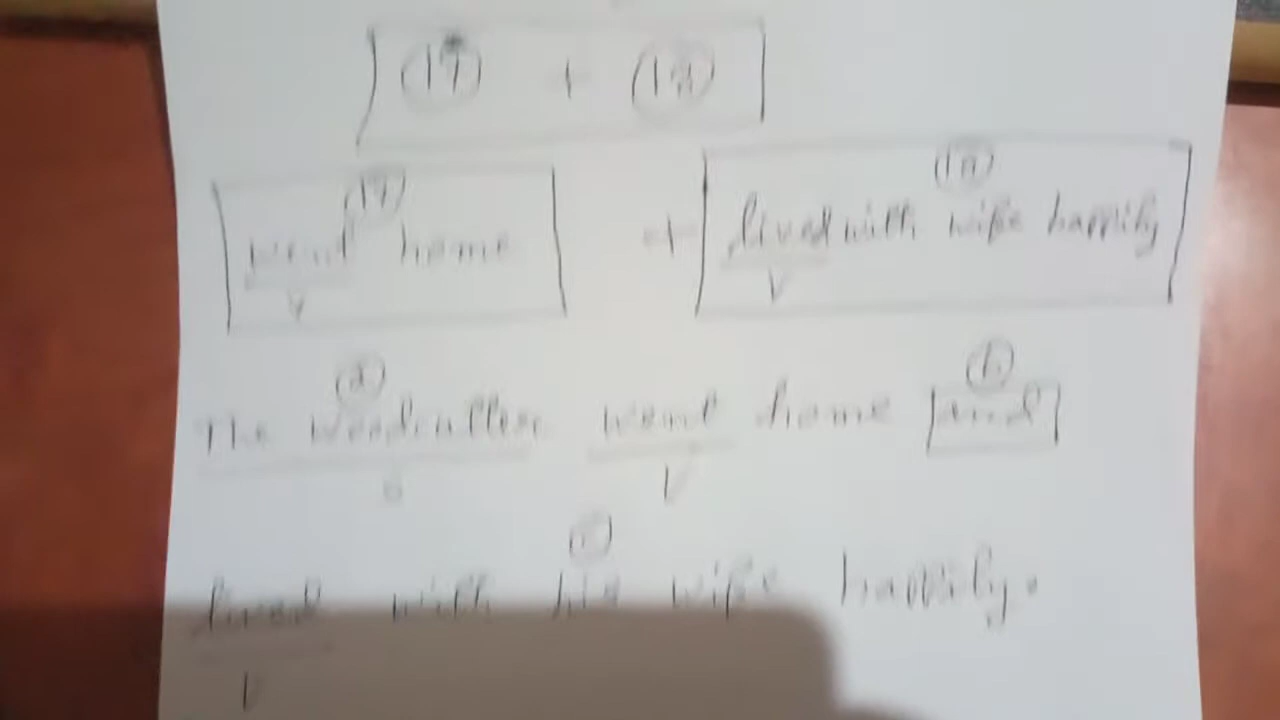 (17) + (18)
(17) (18)
went home + lived with wife happily
V V
(a) (b)
The Woodcutter went home and
S V
(c)
lived with his wife happily.
V